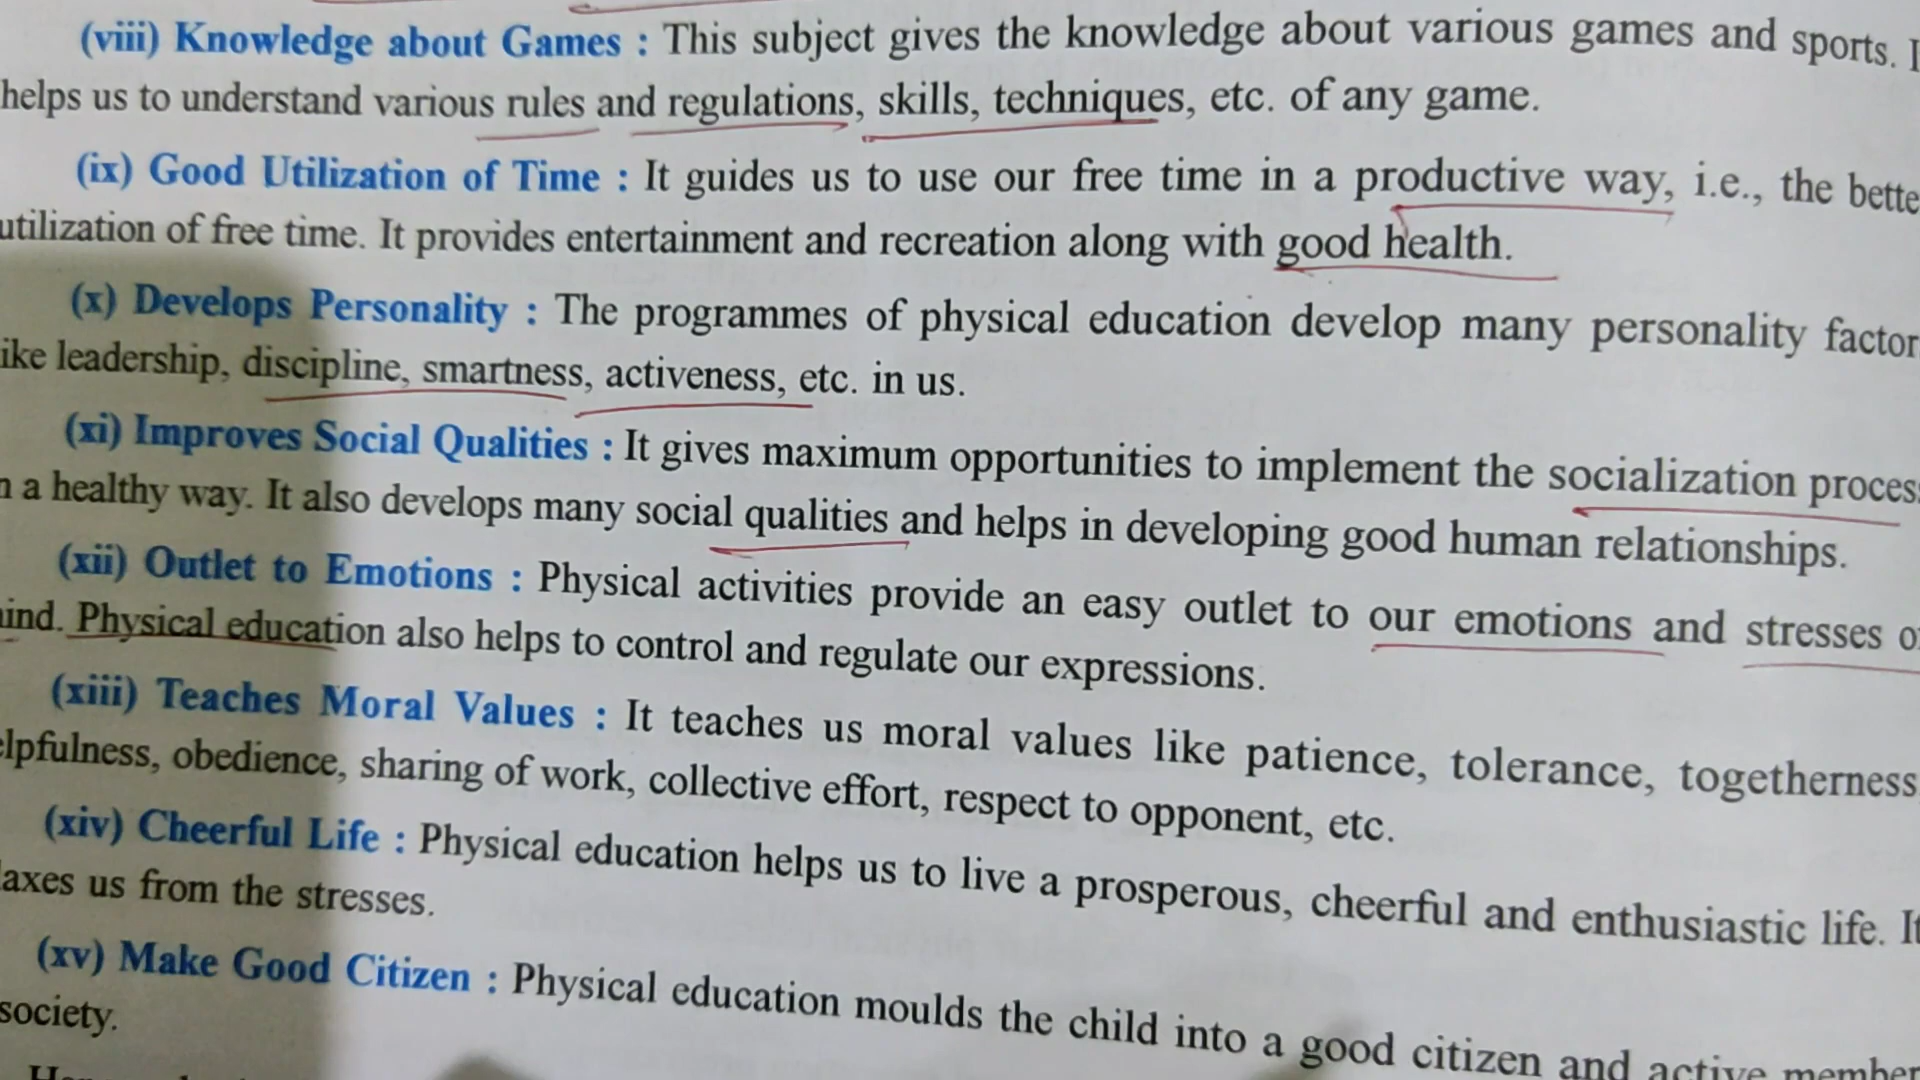 (viii) Knowledge about Games : This subject gives the knowledge about various games and sports.
helps us to understand various rules and regulations, skills, techniques, etc. of any game.
(ix) Good Utilization of Time : It guides us to use our free time in a productive way, i.e., the bette
utilization of free time. It provides entertainment and recreation along with good health.
(x) Develops Personality : The programmes of physical education develop many personality factor
ike leadership, discipline, smartness, activeness, etc. in us.
(xi) Improves Social Qualities : It gives maximum opportunities to implement the socialization proces
a healthy way. It also develops many social qualities and helps in developing good human relationships.
(xii) Outlet to Emotions : Physical activities provide an easy outlet to our emotions and stresses o
ind. Physical education also helps to control and regulate our expressions.
(xiii) Teaches Moral Values : It teaches us moral values like patience, tolerance, togetherness
elpfulness, obedience, sharing of work, collective effort, respect to opponent, etc.
(xiv) Cheerful Life : Physical education helps us to live a prosperous, cheerful and enthusiastic life. It
axes us from the stresses.
(xv) Make Good Citizen : Physical education moulds the child into a good citizen and active member
society.